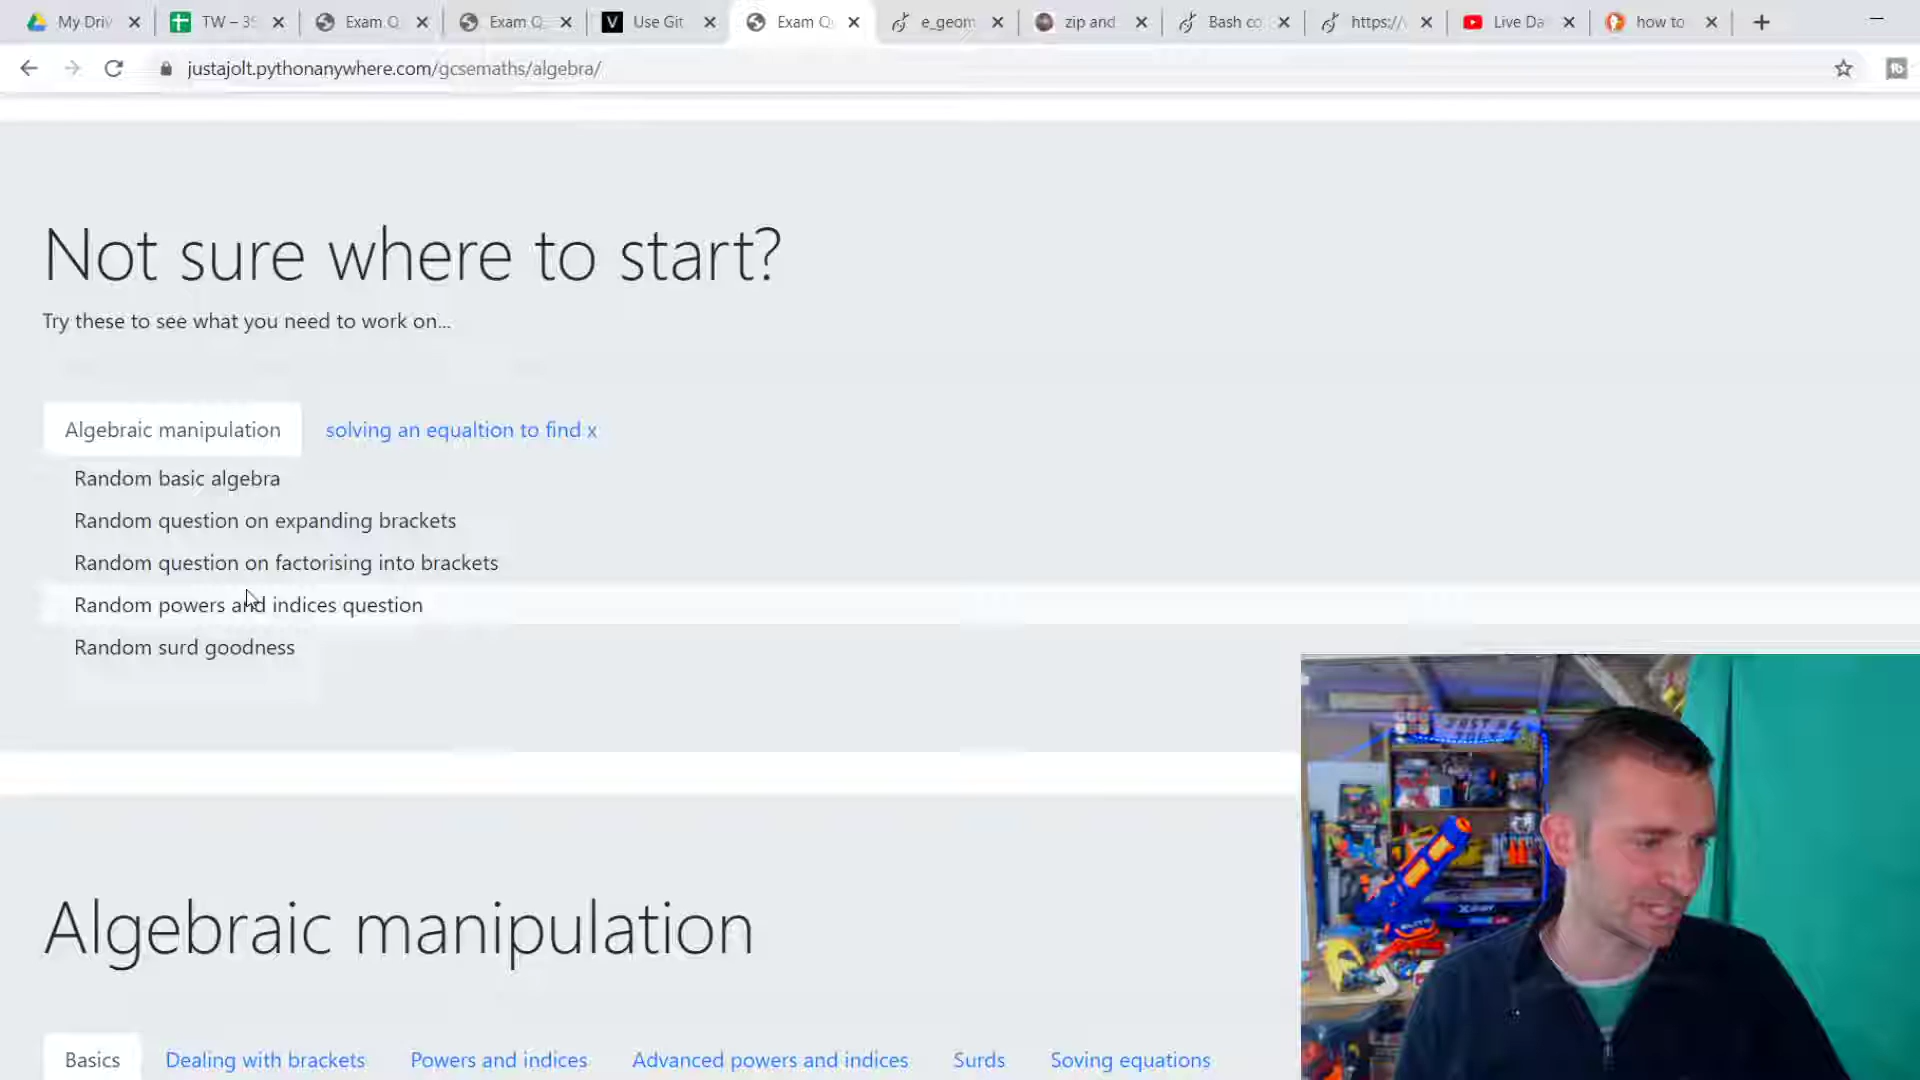 My Driv
TW – 3
Exam Q
Exam Q
Use Git
Exam Q
e_geom
zip and
Bash co
https://
Live Da
how to
justajolt.pythonanywhere.com/gcsemaths/algebra/
Not sure where to start?
Try these to see what you need to work on...
Algebraic manipulation
solving an equaltion to find x
Random basic algebra
Random question on expanding brackets
Random question on factorising into brackets
Random powers and indices question
Random surd goodness
JUST A
JOLT
Algebraic manipulation
Basics
Dealing with brackets
Powers and indices
Advanced powers and indices
Surds
Soving equations